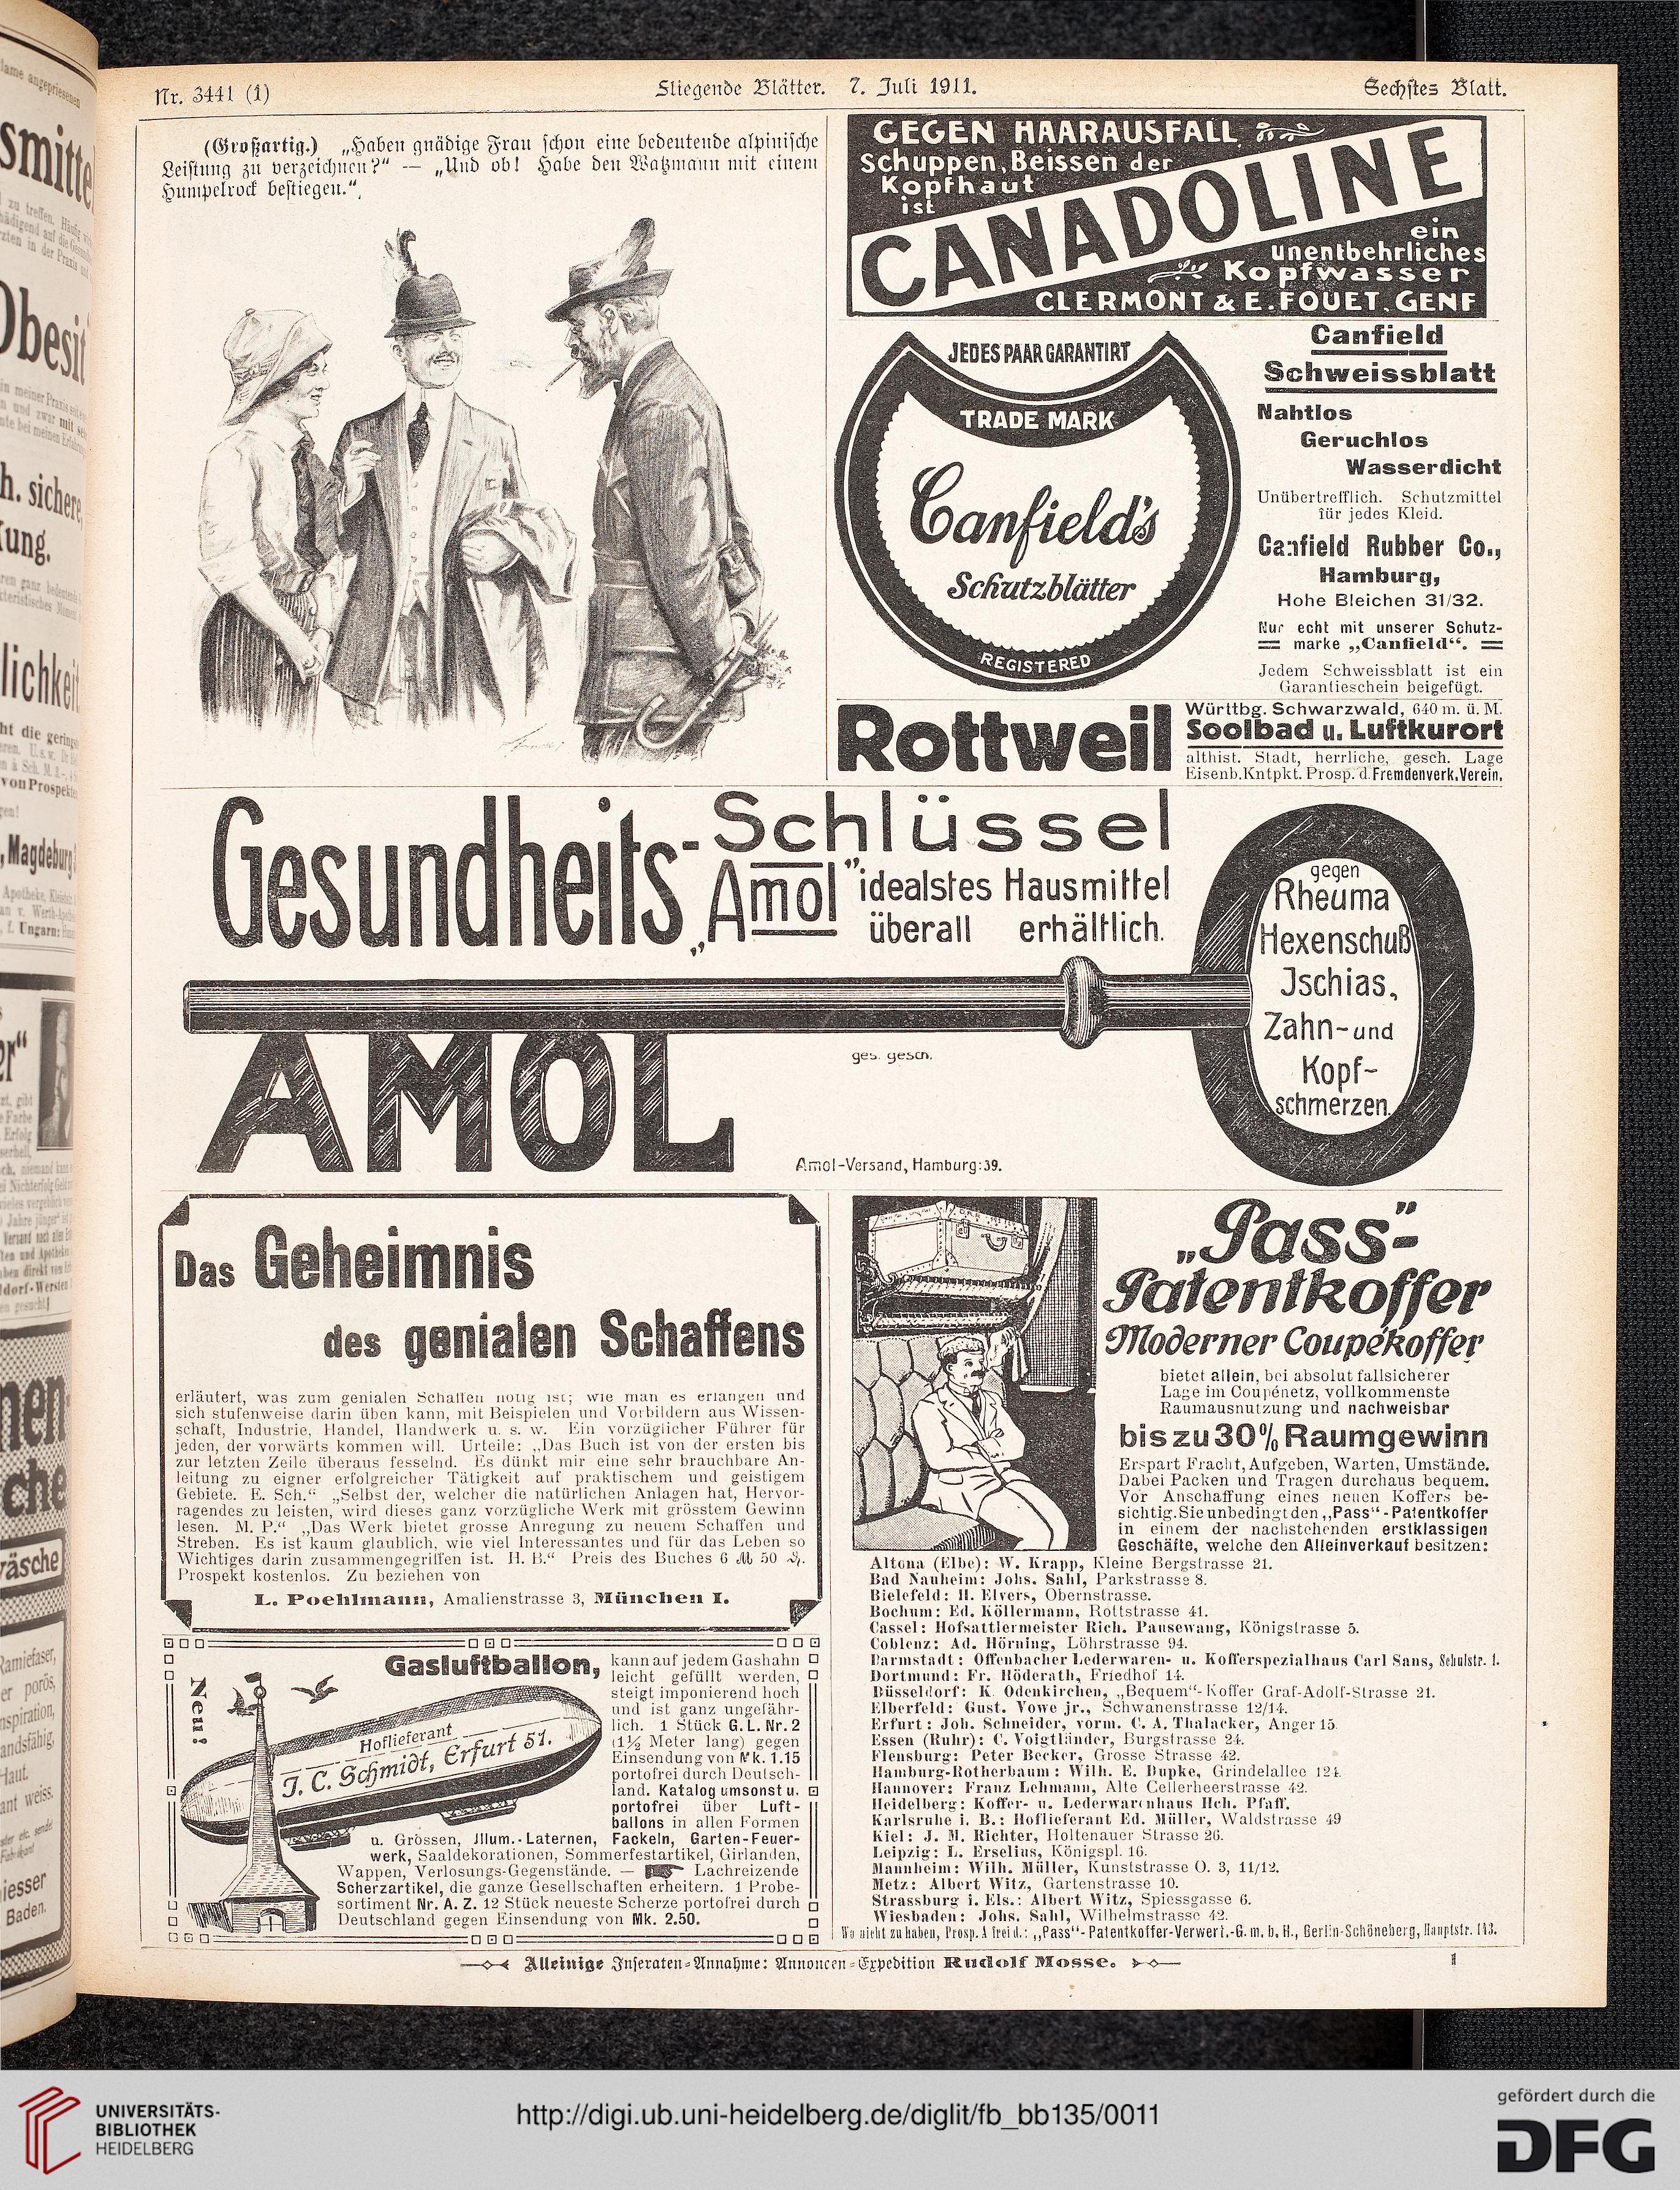 Nr. 3441 (1)
Fliegende Blätter. 7. Juli 1911.
Sechstes Blatt.
(Großartig.) „Haben gnädige Frau schon eine bedeutende alpinische
Leistung zu verzeichnen?“ — „Und ob! Habe den Watzmann mit einem
Humpelrock bestiegen.“
GEGEN HAARAUSFALL
Schuppen, Beissen der
Kopfhaut
ist
CANADOLINE
ein
unentbehrliches
Kopfwasser
CLERMONT & E. FOUET, GENF
JEDES PAAR GARANTIRT
TRADE MARK
Canfield's
Schutzblätter
REGISTERED
Canfield
Schweissblatt
Nahtlos
Geruchlos
Wasserdicht
Unübertrefflich. Schutzmittel
für jedes Kleid.
Canfield Rubber Co.,
Hamburg,
Hohe Bleichen 31/32.
Nur echt mit unserer Schutz-
marke „Canfield“.
Jedem Schweissblatt ist ein
Garantieschein beigefügt.
Rottweil
Württbg. Schwarzwald, 640 m. ü. M.
Soolbad u. Luftkurort
althist. Stadt, herrliche, gesch. Lage
Eisenb.Kntpkt. Prosp. d. Fremdenverk.Verein.
Gesundheits-Schlüssel
„Amol” idealstes Hausmittel
überall erhältlich.
gegen
Rheuma
Hexenschuß
Jschias,
Zahn- und
Kopf-
schmerzen.
AMOL
ges. gesch.
Amol-Versand, Hamburg: 39.
Das Geheimnis
des genialen Schaffens
erläutert, was zum genialen Schaffen nötig ist; wie man es erlangen und
sich stufenweise darin üben kann, mit Beispielen und Vorbildern aus Wissen-
schaft, Industrie, Handel, Handwerk u. s. w. Ein vorzüglicher Führer für
jeden, der vorwärts kommen will. Urteile: „Das Buch ist von der ersten bis
zur letzten Zeile überaus fesselnd. Es dünkt mir eine sehr brauchbare An-
leitung zu eigner erfolgreicher Tätigkeit auf praktischem und geistigem
Gebiete. E. Sch.“ „Selbst der, welcher die natürlichen Anlagen hat, Hervor-
ragendes zu leisten, wird dieses ganz vorzügliche Werk mit grösstem Gewinn
lesen. M. P.“ „Das Werk bietet grosse Anregung zu neuem Schaffen und
Streben. Es ist kaum glaublich, wie viel Interessantes und für das Leben so
Wichtiges darin zusammengegriffen ist. H. B.“ Preis des Buches 6 ℳ 50 ₰.
Prospekt kostenlos. Zu beziehen von
L. Poehlmann, Amalienstrasse 3, München I.
Neu!
Gasluftballon,
kann auf jedem Gashahn
leicht gefüllt werden,
steigt imponierend hoch
und ist ganz ungefähr-
lich. 1 Stück G. L. Nr. 2
(1½ Meter lang) gegen
Einsendung von Mk. 1.15
portofrei durch Deutsch-
land. Katalog umsonst u.
portofrei über Luft-
ballons in allen Formen
Hoflieferant
J. C. Schmidt, Erfurt 51.
u. Grössen, Jllum.-Laternen, Fackeln, Garten-Feuer-
werk, Saaldekorationen, Sommerfestartikel, Girlanden,
Wappen, Verlosungs-Gegenstände. — Lachreizende
Scherzartikel, die ganze Gesellschaften erheitern. 1 Probe-
sortiment Nr. A. Z. 12 Stück neueste Scherze portofrei durch
Deutschland gegen Einsendung von Mk. 2.50.
„Pass“-
Patentkoffer
Moderner Coupékoffer
bietet allein, bei absolut fallsicherer
Lage im Coupénetz, vollkommenste
Raumausnutzung und nachweisbar
bis zu 30% Raumgewinn
Erspart Fracht, Aufgeben, Warten, Umstände.
Dabei Packen und Tragen durchaus bequem.
Vor Anschaffung eines neuen Koffers be-
sichtig. Sie unbedingt den „Pass“-Patentkoffer
in einem der nachstehenden erstklassigen
Geschäfte, welche den Alleinverkauf besitzen:
Altona (Elbe): W. Krapp, Kleine Bergstrasse 21.
Bad Nauheim: Johs. Sahl, Parkstrasse 8.
Bielefeld: H. Elvers, Obernstrasse.
Bochum: Ed. Köllermann, Rottstrasse 41.
Cassel: Hofsattlermeister Rich. Pausewang, Königstrasse 5.
Coblenz: Ad. Hörning, Löhrstrasse 94.
Darmstadt: Offenbacher Lederwaren- u. Kofferspezialhaus Carl Sans, Schulstr. 1.
Dortmund: Fr. Höderath, Friedhof 14.
Düsseldorf: K. Odenkirchen, „Bequem“-Koffer Graf-Adolf-Strasse 21.
Elberfeld: Gust. Vowe jr., Schwanenstrasse 12/14.
Erfurt: Joh. Schneider, vorm. C. A. Thalacker, Anger 15.
Essen (Ruhr): C. Voigtländer, Burgstrasse 24.
Flensburg: Peter Becker, Grosse Strasse 42.
Hamburg-Rotherbaum: Wilh. E. Dupke, Grindelallee 124.
Hannover: Franz Lehmann, Alte Cellerheerstrasse 42.
Heidelberg: Koffer- u. Lederwarenhaus Hch. Pfaff.
Karlsruhe i. B.: Hoflieferant Ed. Müller, Waldstrasse 49
Kiel: J. M. Richter, Holtenauer Strasse 26.
Leipzig: L. Erselius, Königspl. 16.
Mannheim: Wilh. Müller, Kunststrasse O. 3, 11/12.
Metz: Albert Witz, Gartenstrasse 10.
Strassburg i. Els.: Albert Witz, Spiessgasse 6.
Wiesbaden: Johs. Sahl, Wilhelmstrasse 42.
Wo nicht zu haben, Prosp. A frei d.: „Pass“-Patentkoffer-Verwert.-G. m. b. H., Berlin-Schöneberg, Hauptstr. 143.
Alleinige Inseraten-Annahme: Annoncen-Expedition Rudolf Mosse.
1
UNIVERSITÄTS-
BIBLIOTHEK
HEIDELBERG
http://digi.ub.uni-heidelberg.de/diglit/fb_bb135/0011
gefördert durch die
DFG